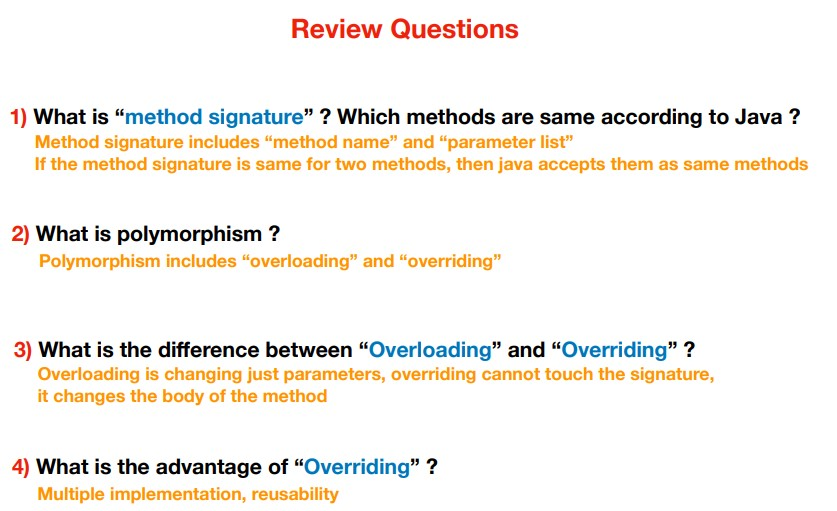 Review Questions
1) What is “method signature” ? Which methods are same according to Java ?
Method signature includes “method name” and “parameter list”
If the method signature is same for two methods, then java accepts them as same methods
2) What is polymorphism ?
Polymorphism includes “overloading” and “overriding”
3) What is the difference between “Overloading” and “Overriding” ?
Overloading is changing just parameters, overriding cannot touch the signature,
it changes the body of the method
4) What is the advantage of “Overriding” ?
Multiple implementation, reusability